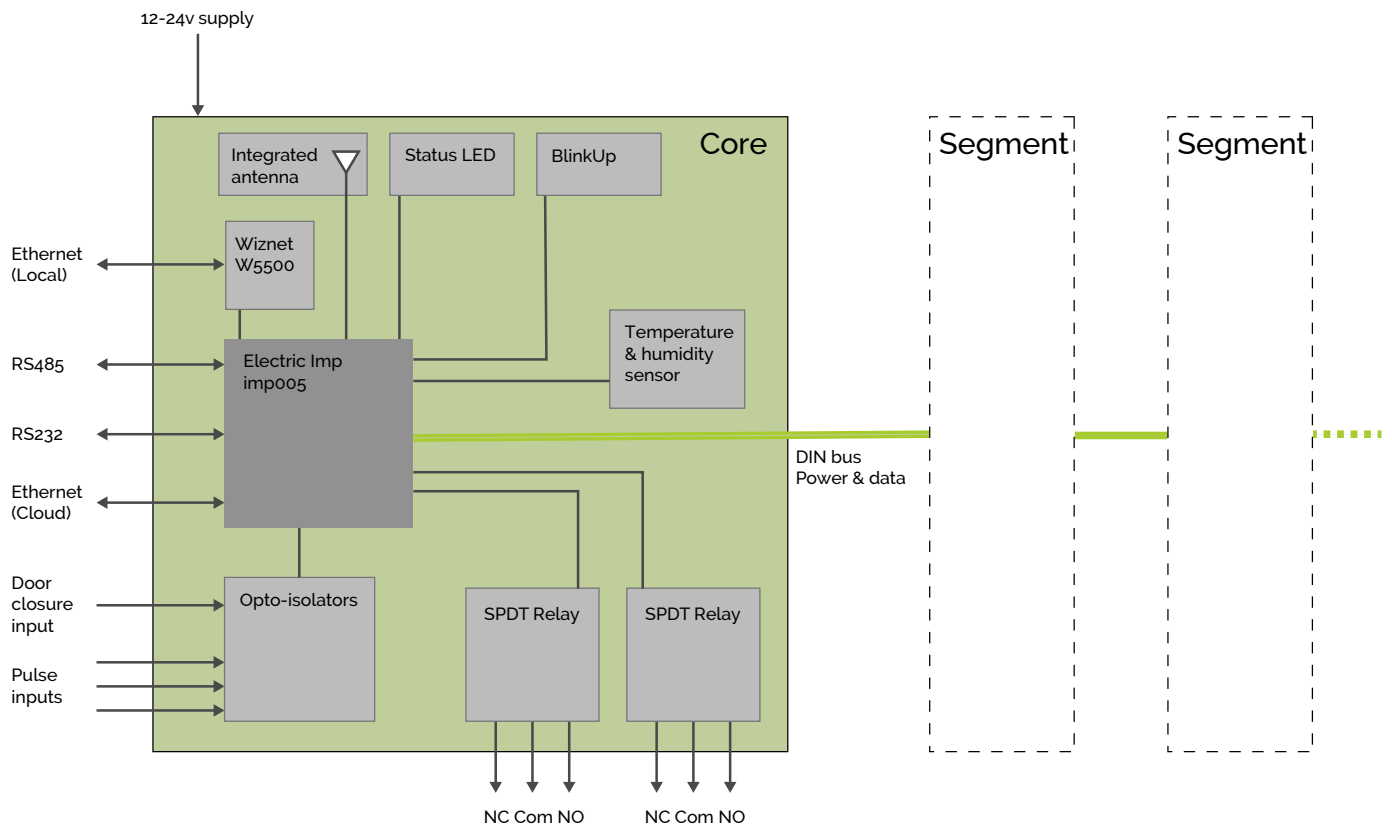 12-24v supply
Core
Segment
Segment
Integrated
antenna
Status LED
BlinkUp
Wiznet
W5500
Ethernet
(Local)
Temperature
& humidity
sensor
Electric Imp
imp005
RS485
RS232
DIN bus
Power & data
Ethernet
(Cloud)
Door
closure
input
Opto-isolators
SPDT Relay
SPDT Relay
Pulse
inputs
NC Com NO
NC Com NO